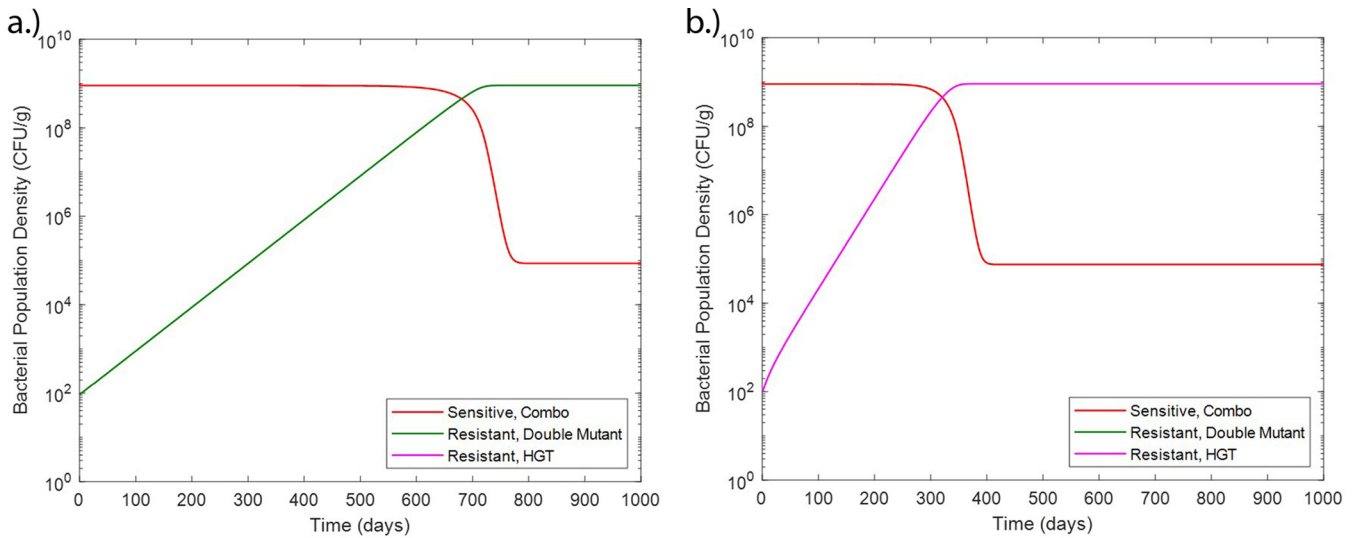 a.)
Bacterial Population Density (CFU/g)
10^10
10^8
10^6
10^4
10^2
10^0
0 100 200 300 400 500 600 700 800 900 1000
Time (days)
Sensitive, Combo
Resistant, Double Mutant
Resistant, HGT
b.)
Bacterial Population Density (CFU/g)
10^10
10^8
10^6
10^4
10^2
10^0
0 100 200 300 400 500 600 700 800 900 1000
Time (days)
Sensitive, Combo
Resistant, Double Mutant
Resistant, HGT